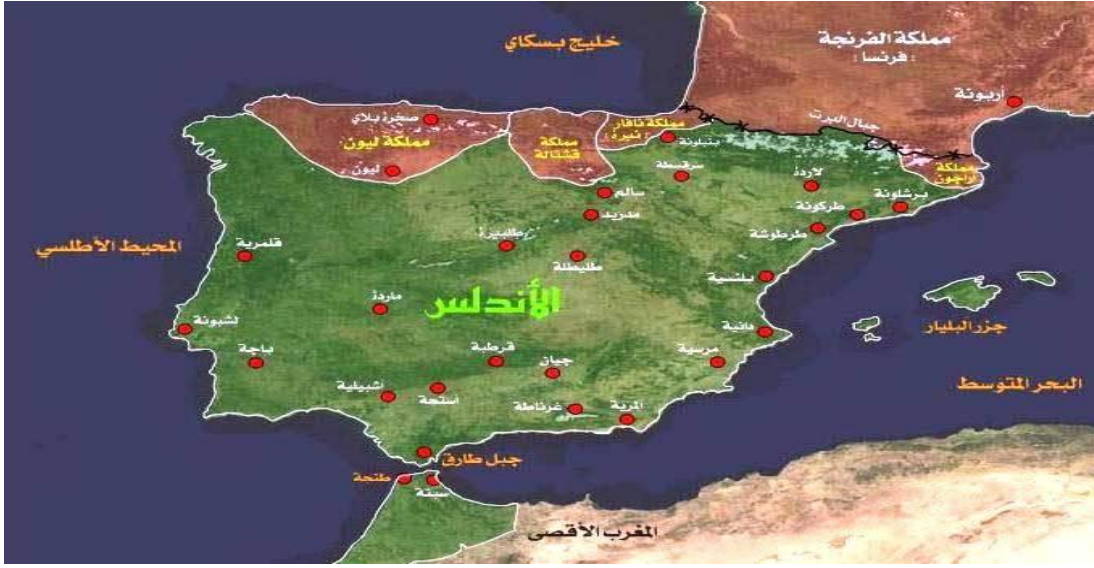 خليج بسكاي
مملكة الفرنجة
: فرنسا :
أربونة
صخرة بلاي
مملكة ليون
ليون
مملكة
قشتالة
مملكة نافار
: نيرة :
بنبلونة
جبال البرت
مملكة
أراجون
سرقسطة
لاردة
برشلونة
طركونة
طرطوشة
سالم
مدريد
طلبيرة
طليطلة
قلمرية
المحيط الأطلسي
بلنسية
الأندلس
ماردة
لشبونة
باجة
دانية
جزر البليار
قرطبة
جيان
مرسية
البحر المتوسط
أشبيلية
أستجة
غرناطة
المرية
جبل طارق
طنجة
سبتة
المغرب الأقصى